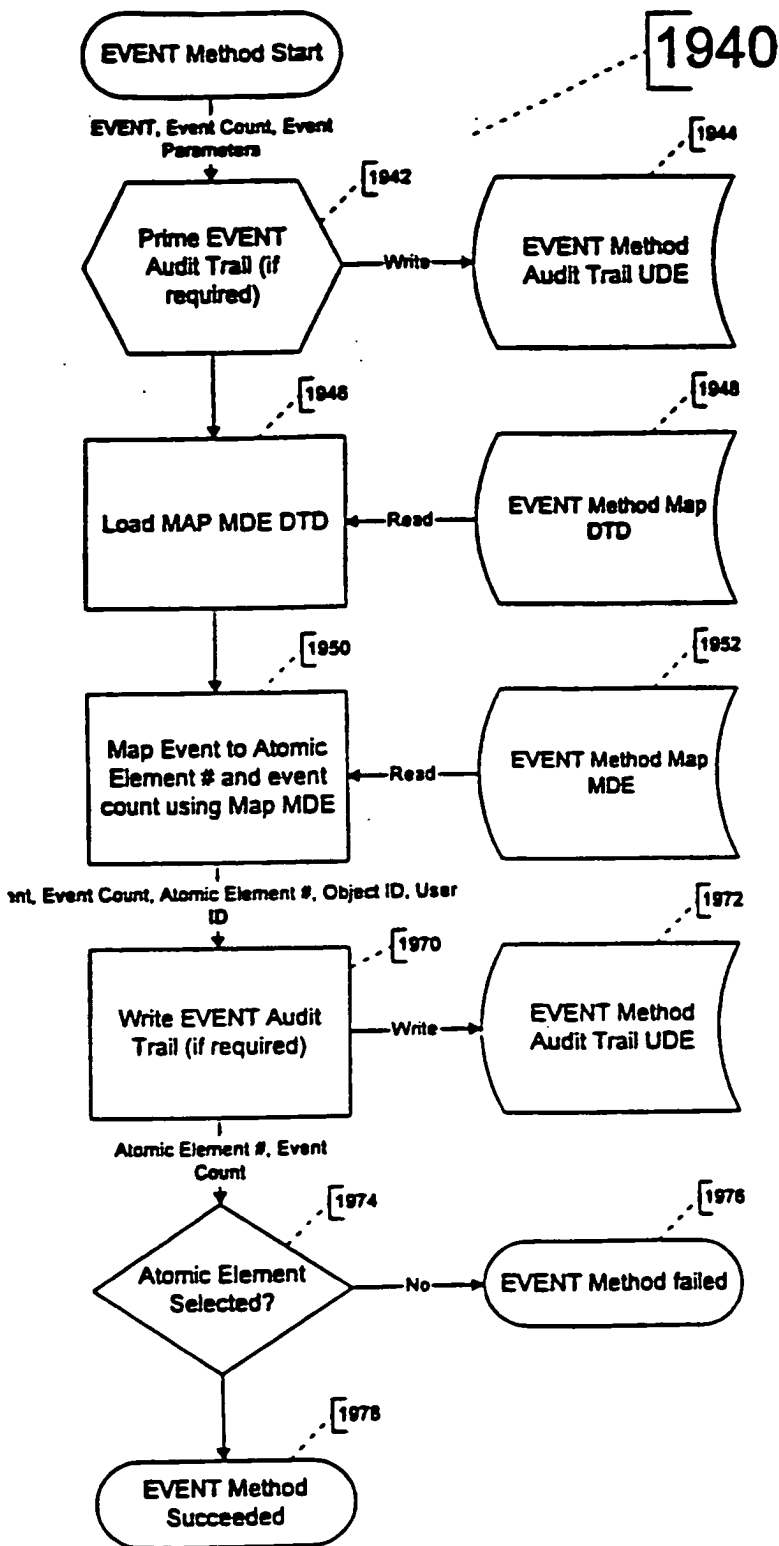 EVENT Method Start
1940
EVENT, Event Count, Event
Parameters
1942
1944
Prime EVENT
Audit Trail (if
required)
Write
EVENT Method
Audit Trail UDE
1946
1948
Load MAP MDE DTD
Read
EVENT Method Map
DTD
1950
1952
Map Event to Atomic
Element # and event
count using Map MDE
Read
EVENT Method Map
MDE
ent, Event Count, Atomic Element #, Object ID, User
ID
1970
1972
Write EVENT Audit
Trail (if required)
Write
EVENT Method
Audit Trail UDE
Atomic Element #, Event
Count
1974
1976
Atomic Element
Selected?
No
EVENT Method failed
1978
EVENT Method
Succeeded